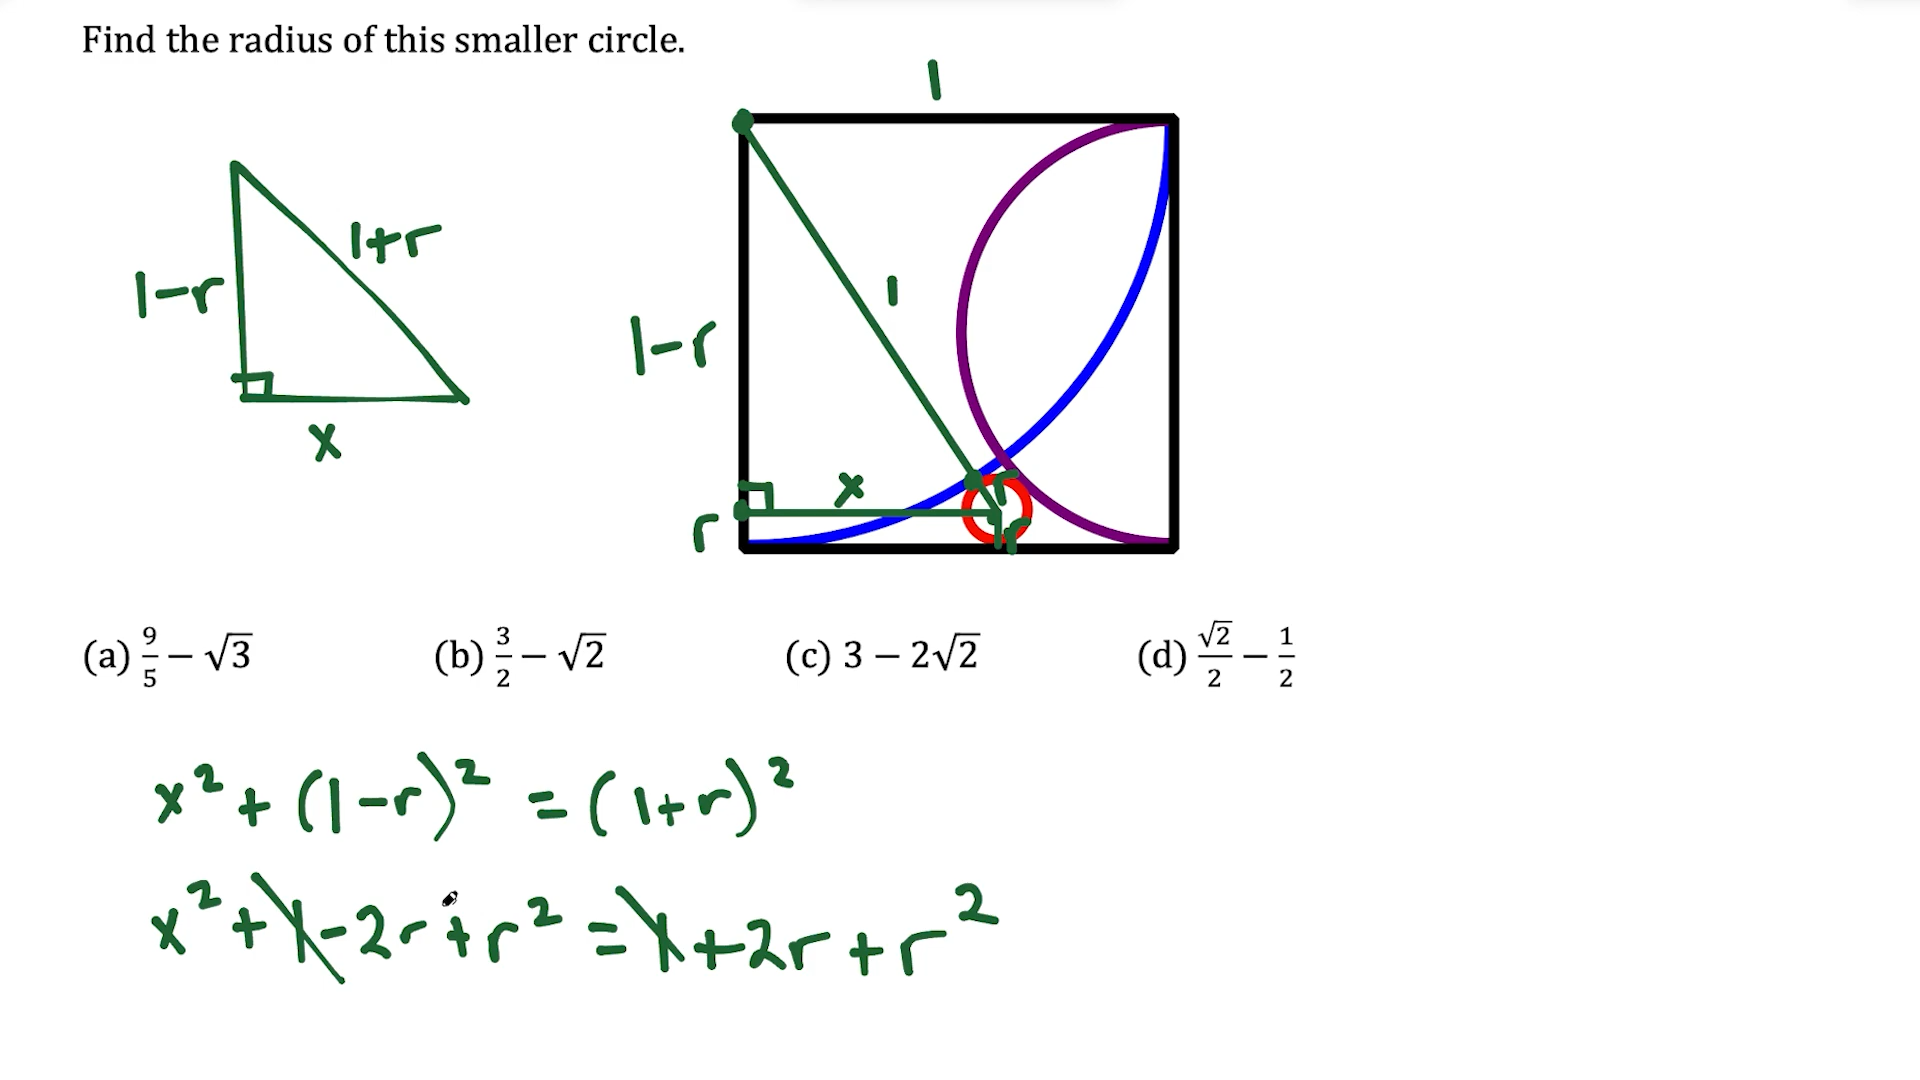 Find the radius of this smaller circle.
1
1+r
1-r
1
1-r
x
x
r
r
r
(a) 9/5 − √3 (b) 3/2 − √2 (c) 3 − 2√2 (d) √2/2 − 1/2
x² + (1-r)² = (1+r)²
x² + 1 - 2r + r² = 1 + 2r + r²